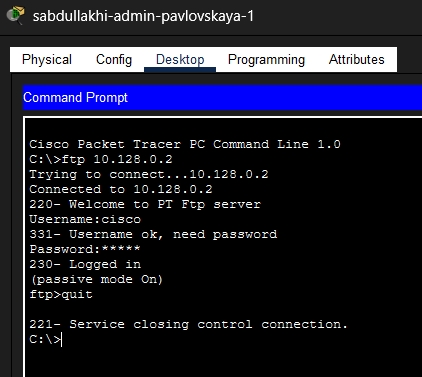 sabdullakhi-admin-pavlovskaya-1
Physical Config Desktop Programming Attributes
Command Prompt
Cisco Packet Tracer PC Command Line 1.0
C:\>ftp 10.128.0.2
Trying to connect...10.128.0.2
Connected to 10.128.0.2
220- Welcome to PT Ftp server
Username:cisco
331- Username ok, need password
Password:*****
230- Logged in
(passive mode On)
ftp>quit
221- Service closing control connection.
C:\>